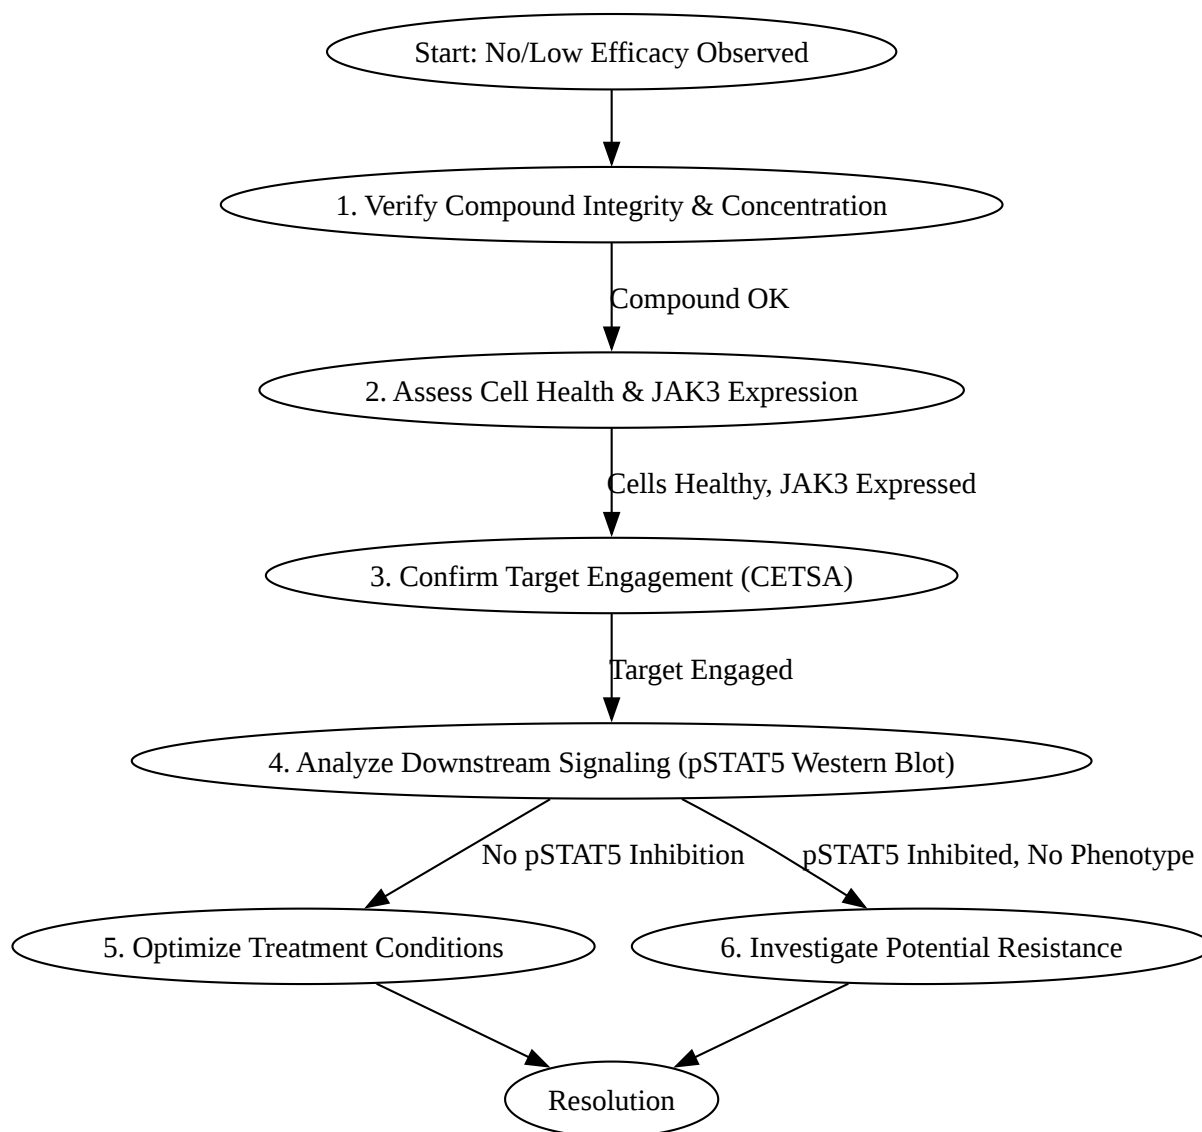 Start: No/Low Efficacy Observed
1. Verify Compound Integrity & Concentration
Compound OK
2. Assess Cell Health & JAK3 Expression
Cells Healthy, JAK3 Expressed
3. Confirm Target Engagement (CETSA)
Target Engaged
4. Analyze Downstream Signaling (pSTAT5 Western Blot)
No pSTAT5 Inhibition
pSTAT5 Inhibited, No Phenotype
5. Optimize Treatment Conditions
6. Investigate Potential Resistance
Resolution